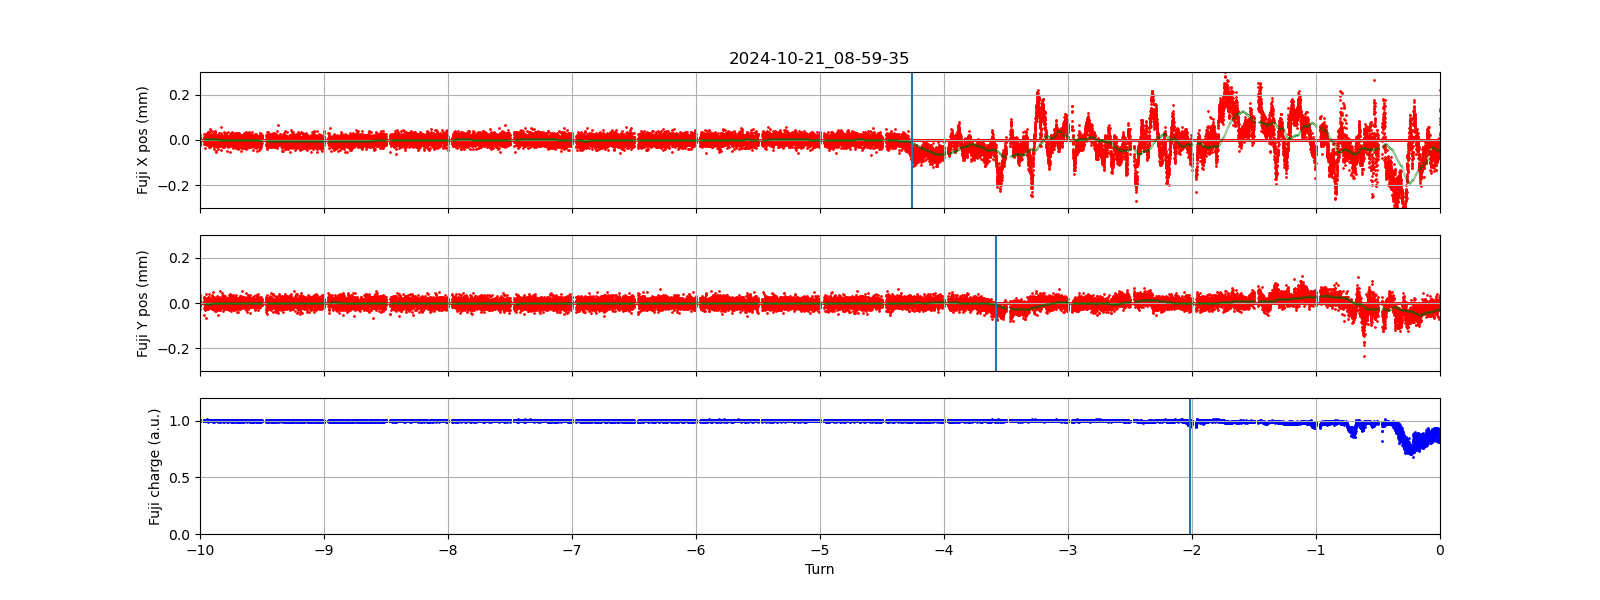 2024-10-21_08-59-35
Fuji X pos (mm)
0.2
0.0
−0.2
Fuji Y pos (mm)
0.2
0.0
−0.2
Fuji charge (a.u.)
1.0
0.5
0.0
−10 −9 −8 −7 −6 −5 −4 −3 −2 −1 0
Turn